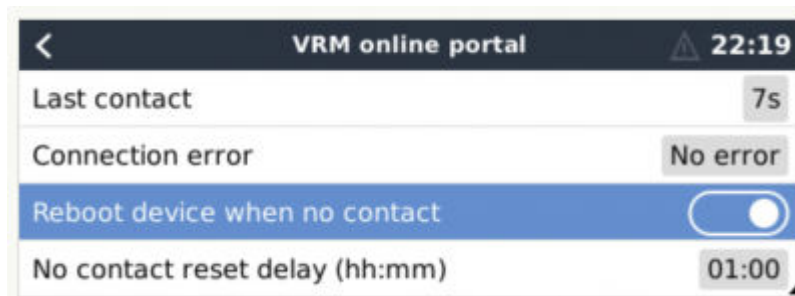 VRM online portal 22:19
Last contact 7s
Connection error No error
Reboot device when no contact
No contact reset delay (hh:mm) 01:00